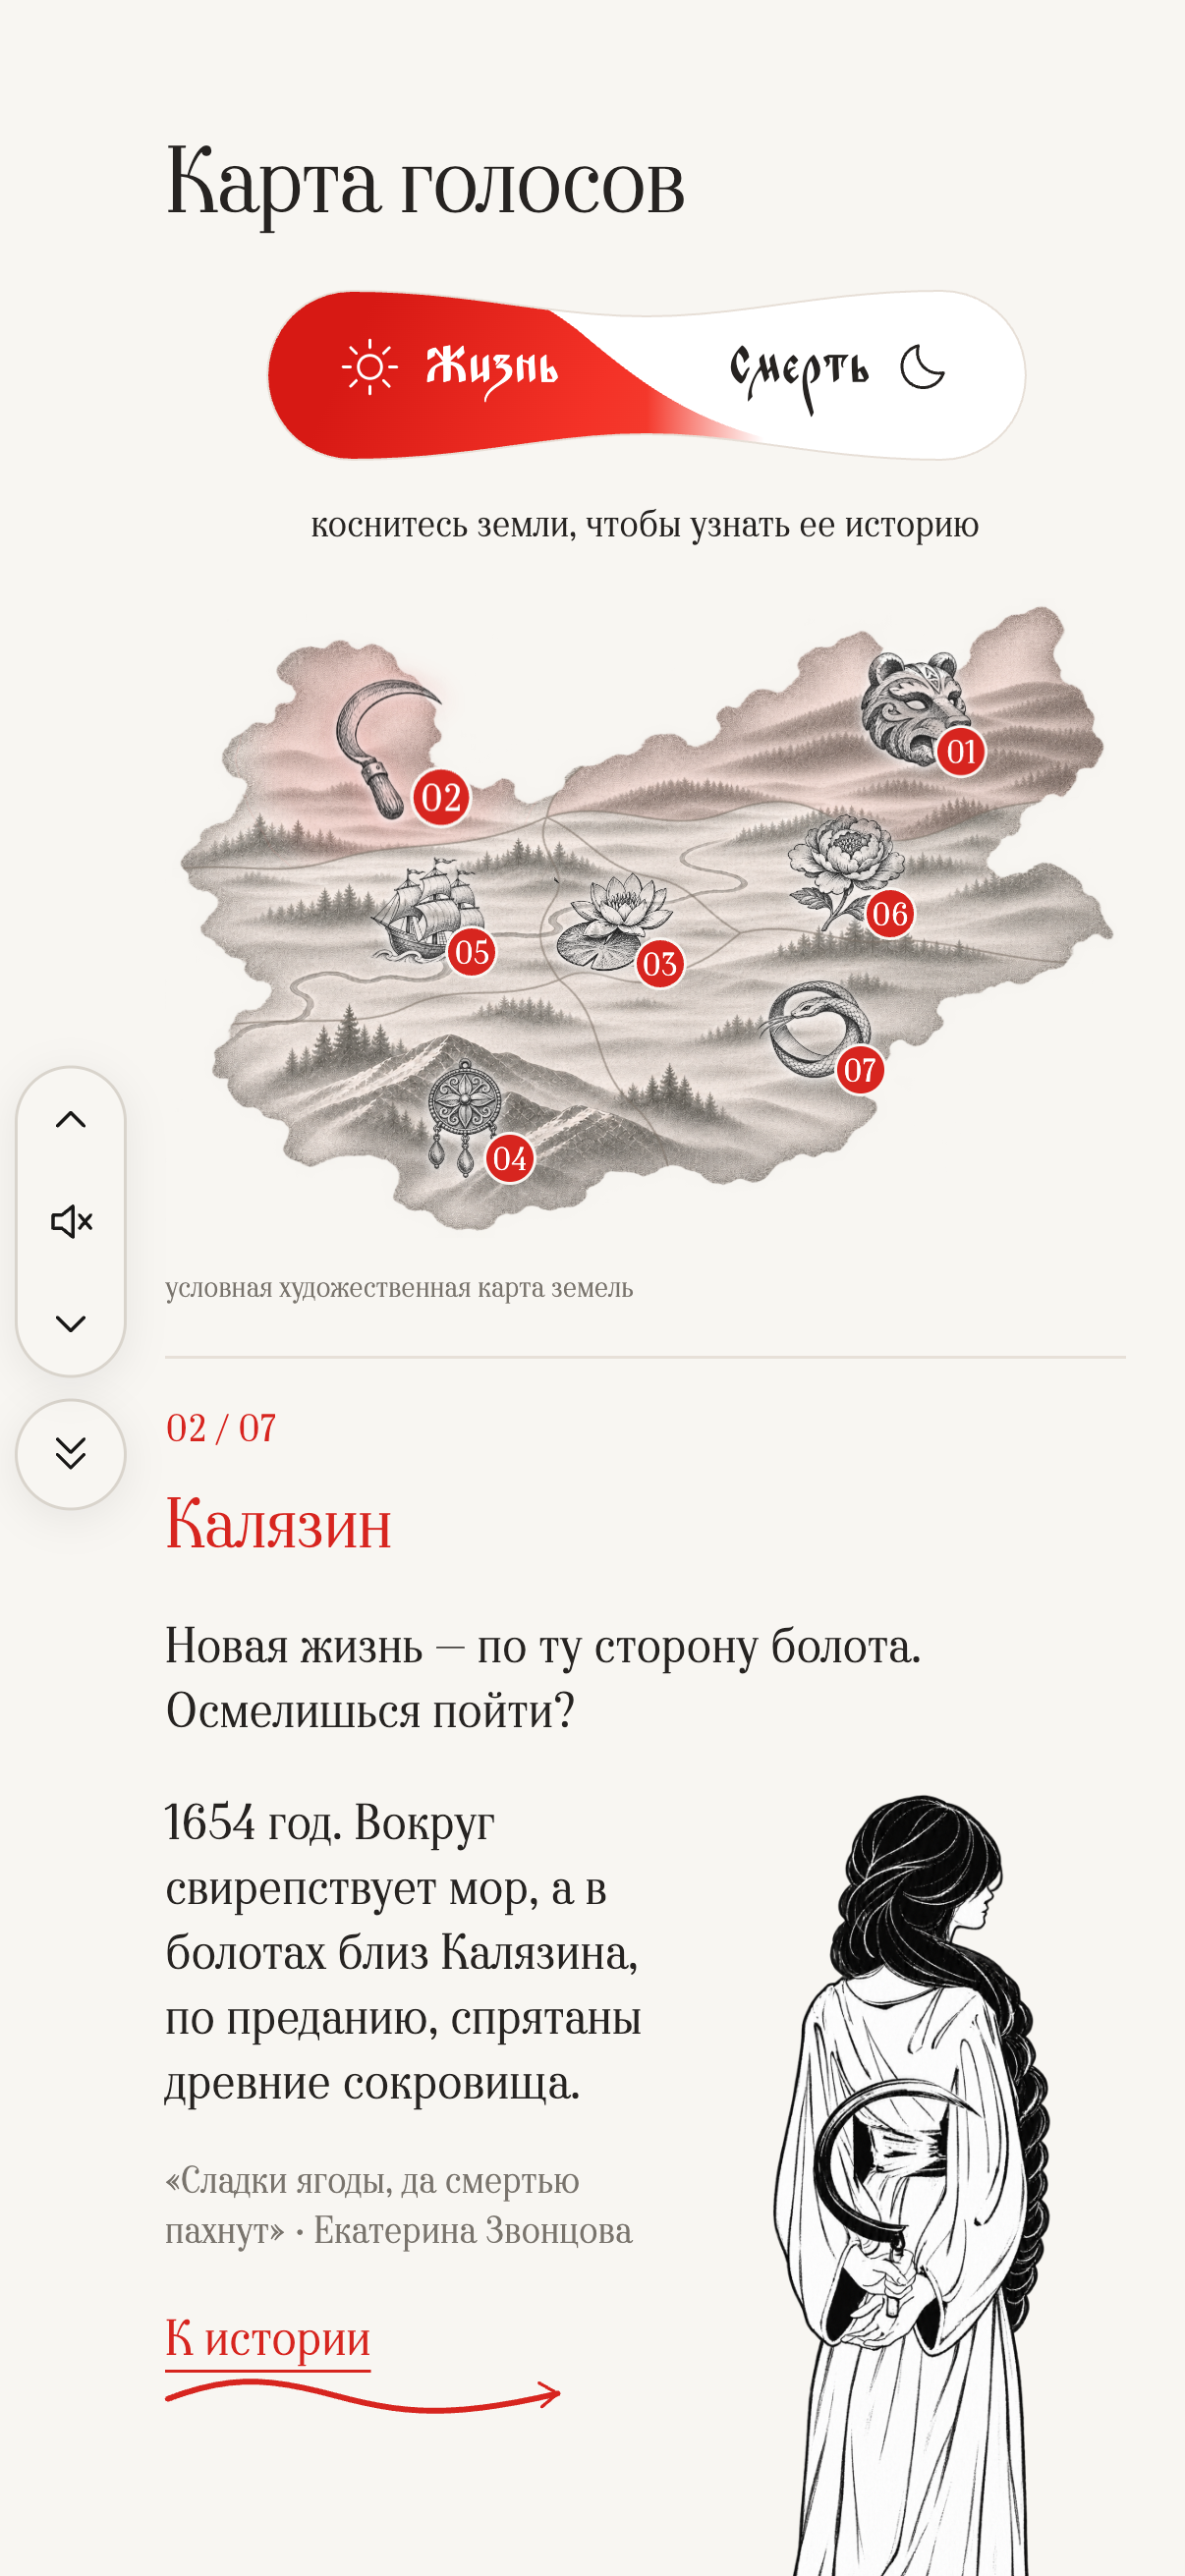 Карта голосов
Жизнь
Смерть
коснитесь земли, чтобы узнать ее историю
01
02
06
05
03
07
04
условная художественная карта земель
02 / 07
Калязин
Новая жизнь — по ту сторону болота.
Осмелишься пойти?
1654 год. Вокруг
свирепствует мор, а в
болотах близ Калязина,
по преданию, спрятаны
древние сокровища.
«Сладки ягоды, да смертью
пахнут» · Екатерина Звонцова
К истории